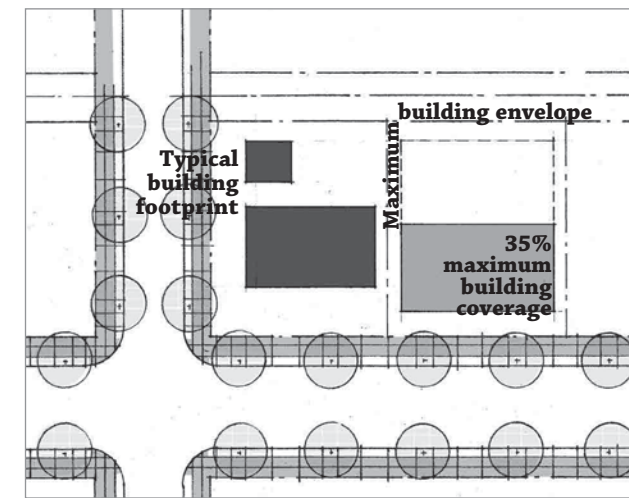 building envelope
Maximum
Typical
building
footprint
35%
maximum
building
coverage